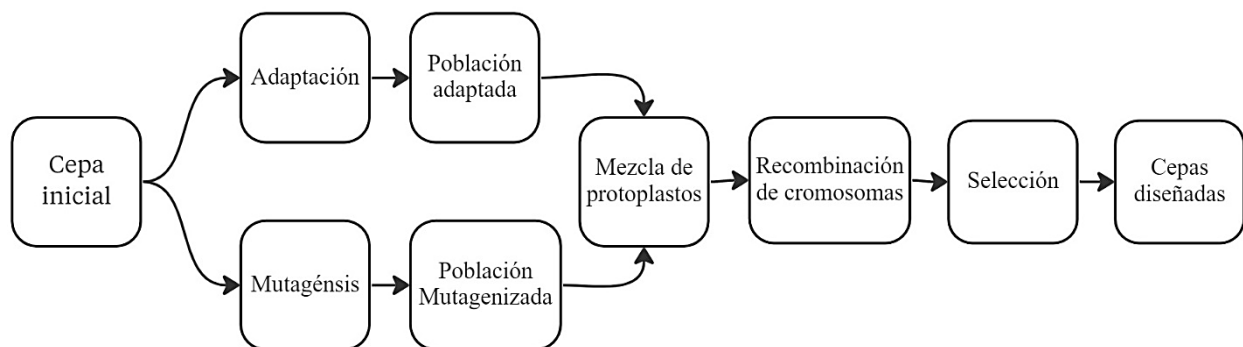 Cepa
inicial
Adaptación
Población
adaptada
Mutagénsis
Población
Mutagenizada
Mezcla de
protoplastos
Recombinación
de cromosomas
Selección
Cepas
diseñadas